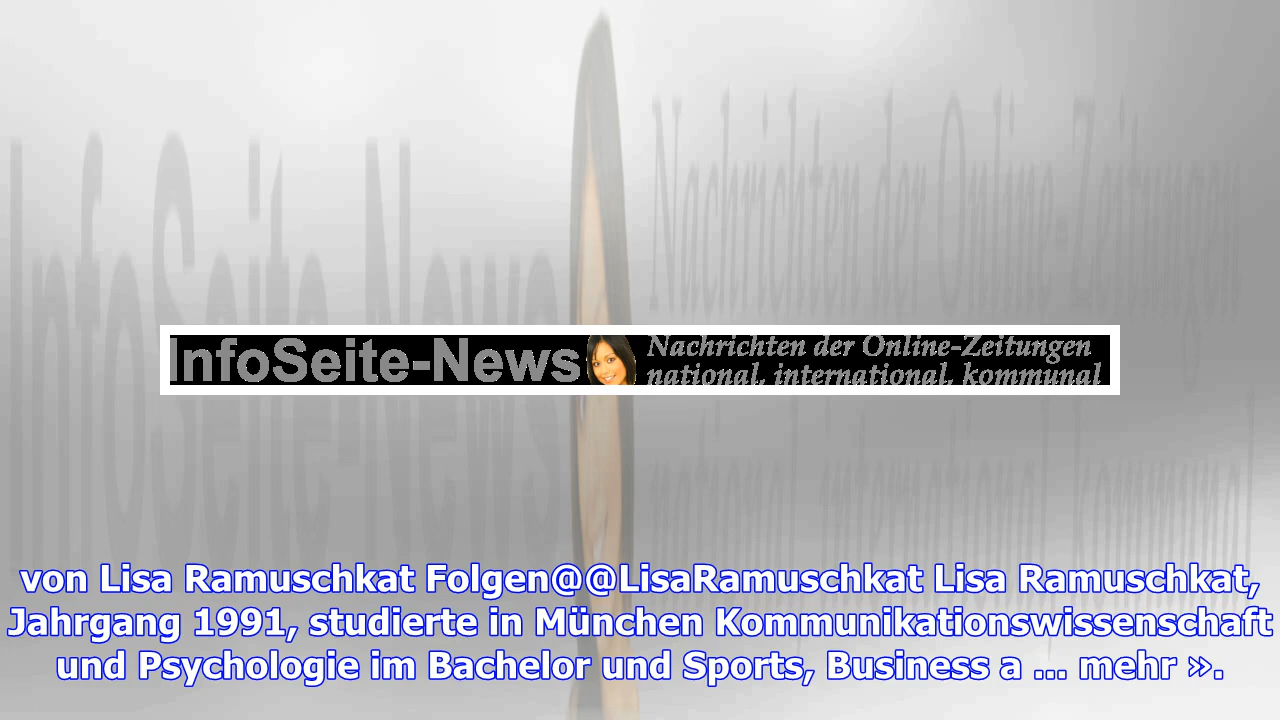 InfoSeite-News
Nachrichten der Online-Zeitungen
national, international, kommunal
von Lisa Ramuschkat Folgen@@LisaRamuschkat Lisa Ramuschkat,
Jahrgang 1991, studierte in München Kommunikationswissenschaft
und Psychologie im Bachelor und Sports, Business a ... mehr ».